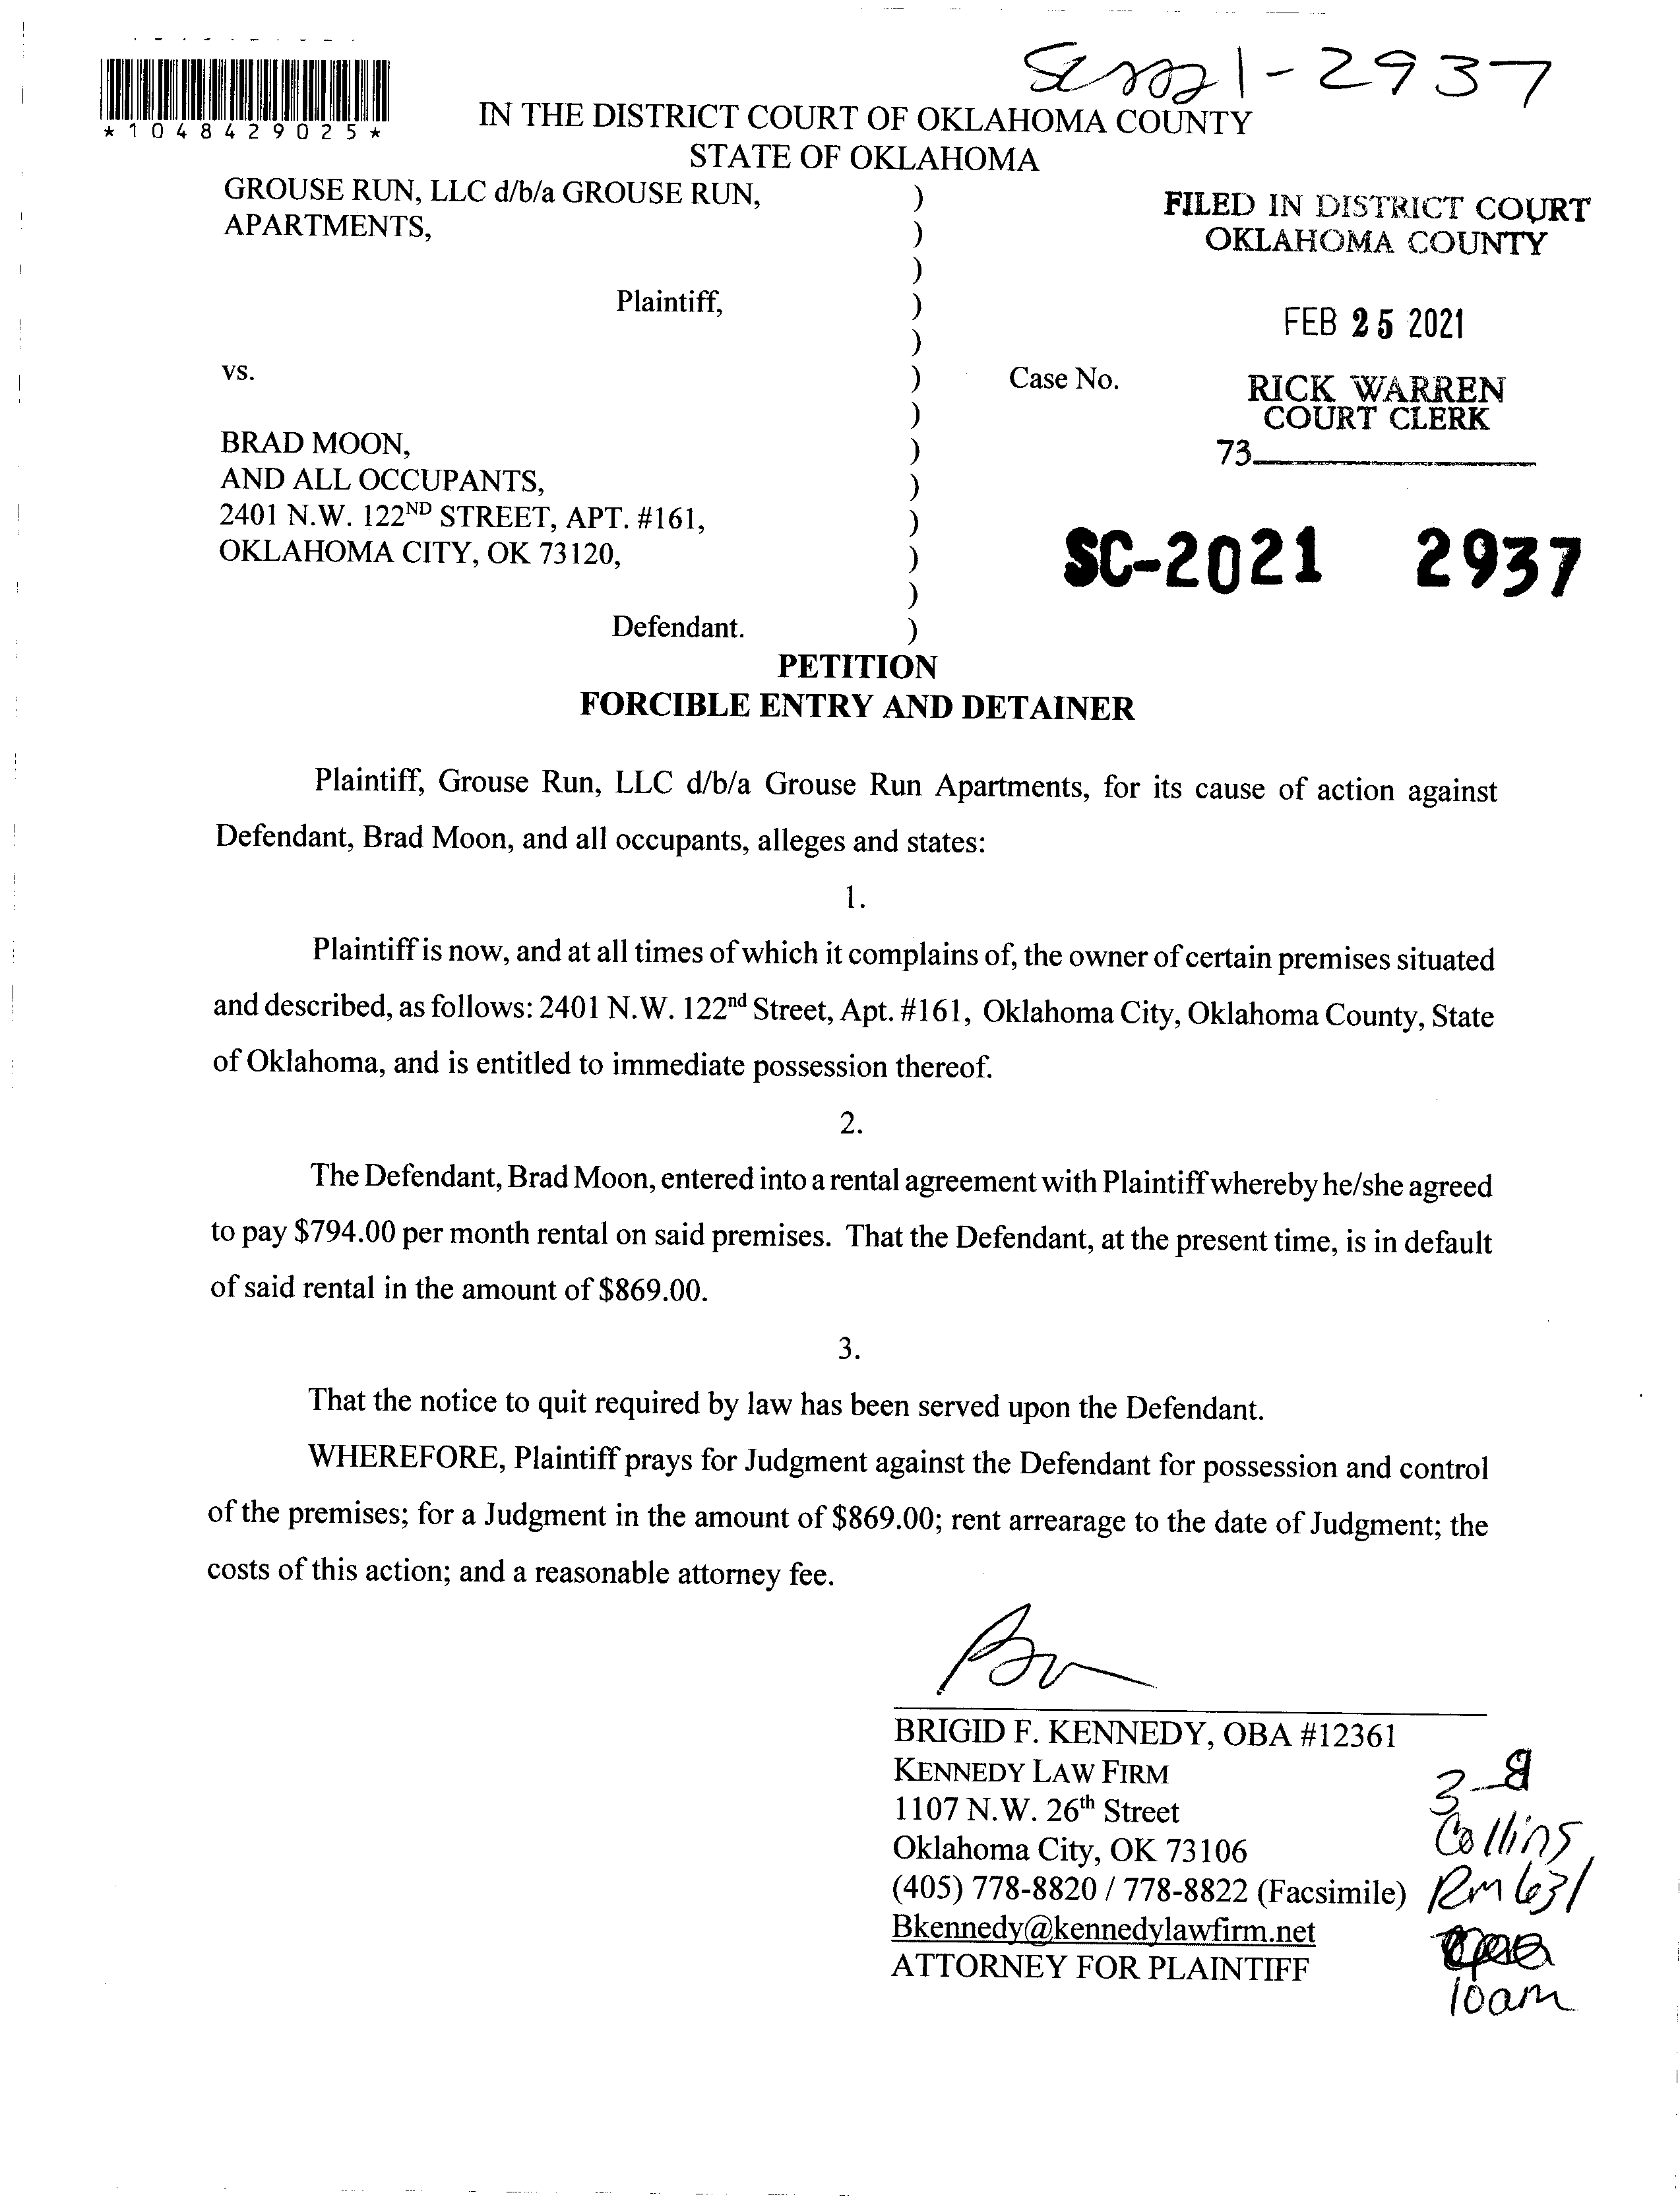 SC2021-2937
*1048429025*
IN THE DISTRICT COURT OF OKLAHOMA COUNTY
STATE OF OKLAHOMA
GROUSE RUN, LLC d/b/a GROUSE RUN, )
APARTMENTS, )
)
Plaintiff, )
)
vs. )
)
BRAD MOON, )
AND ALL OCCUPANTS, )
2401 N.W. 122ND STREET, APT. #161, )
OKLAHOMA CITY, OK 73120, )
)
Defendant. )
FILED IN DISTRICT COURT
OKLAHOMA COUNTY
FEB 25 2021
Case No.
RICK WARREN
COURT CLERK
73
SC-2021 2937
PETITION
FORCIBLE ENTRY AND DETAINER
Plaintiff, Grouse Run, LLC d/b/a Grouse Run Apartments, for its cause of action against
Defendant, Brad Moon, and all occupants, alleges and states:
1.
Plaintiff is now, and at all times of which it complains of, the owner of certain premises situated
and described, as follows: 2401 N.W. 122nd Street, Apt. #161, Oklahoma City, Oklahoma County, State
of Oklahoma, and is entitled to immediate possession thereof.
2.
The Defendant, Brad Moon, entered into a rental agreement with Plaintiff whereby he/she agreed
to pay $794.00 per month rental on said premises. That the Defendant, at the present time, is in default
of said rental in the amount of $869.00.
3.
That the notice to quit required by law has been served upon the Defendant.
WHEREFORE, Plaintiff prays for Judgment against the Defendant for possession and control
of the premises; for a Judgment in the amount of $869.00; rent arrearage to the date of Judgment; the
costs of this action; and a reasonable attorney fee.
BRIGID F. KENNEDY, OBA #12361
KENNEDY LAW FIRM
1107 N.W. 26th Street
Oklahoma City, OK 73106
(405) 778-8820 / 778-8822 (Facsimile)
Bkennedy@kennedylawfirm.net
ATTORNEY FOR PLAINTIFF
3-8
Collins
Rm 631
10am